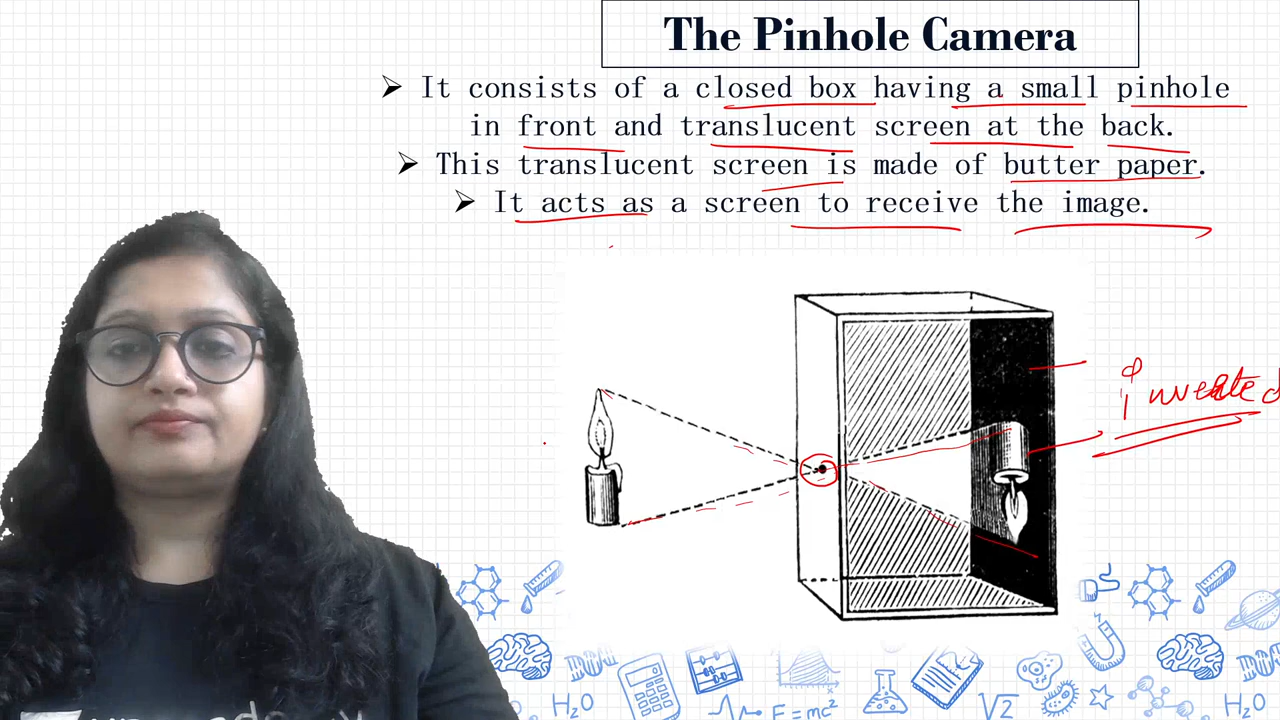 The Pinhole Camera
➢ It consists of a closed box having a small pinhole
in front and translucent screen at the back.
➢ This translucent screen is made of butter paper.
➢ It acts as a screen to receive the image.
inverted
H₂O
E=mc²
√2
H₂O